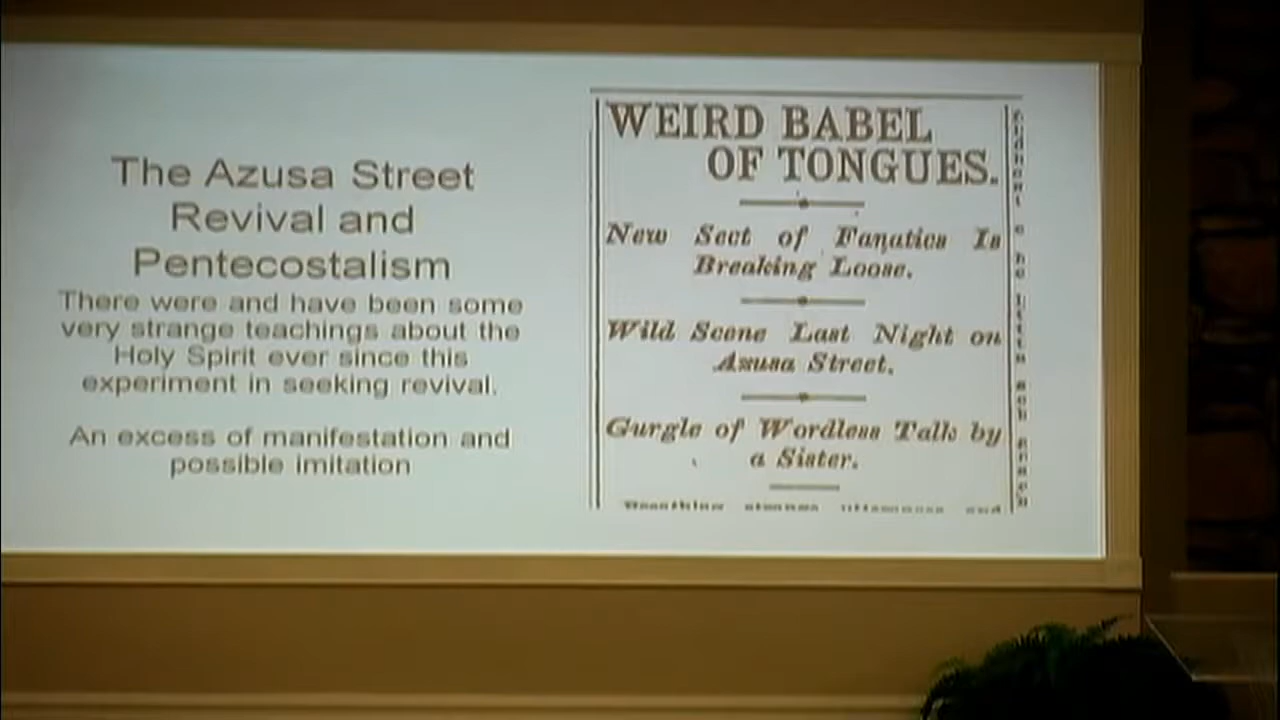 The Azusa Street
Revival and
Pentecostalism
There were and have been some
very strange teachings about the
Holy Spirit ever since this
experiment in seeking revival.
An excess of manifestation and
possible imitation
WEIRD BABEL
OF TONGUES.
New Sect of Fanatics Is
Breaking Loose.
Wild Scene Last Night on
Azusa Street.
Gurgle of Wordless Talk by
a Sister.